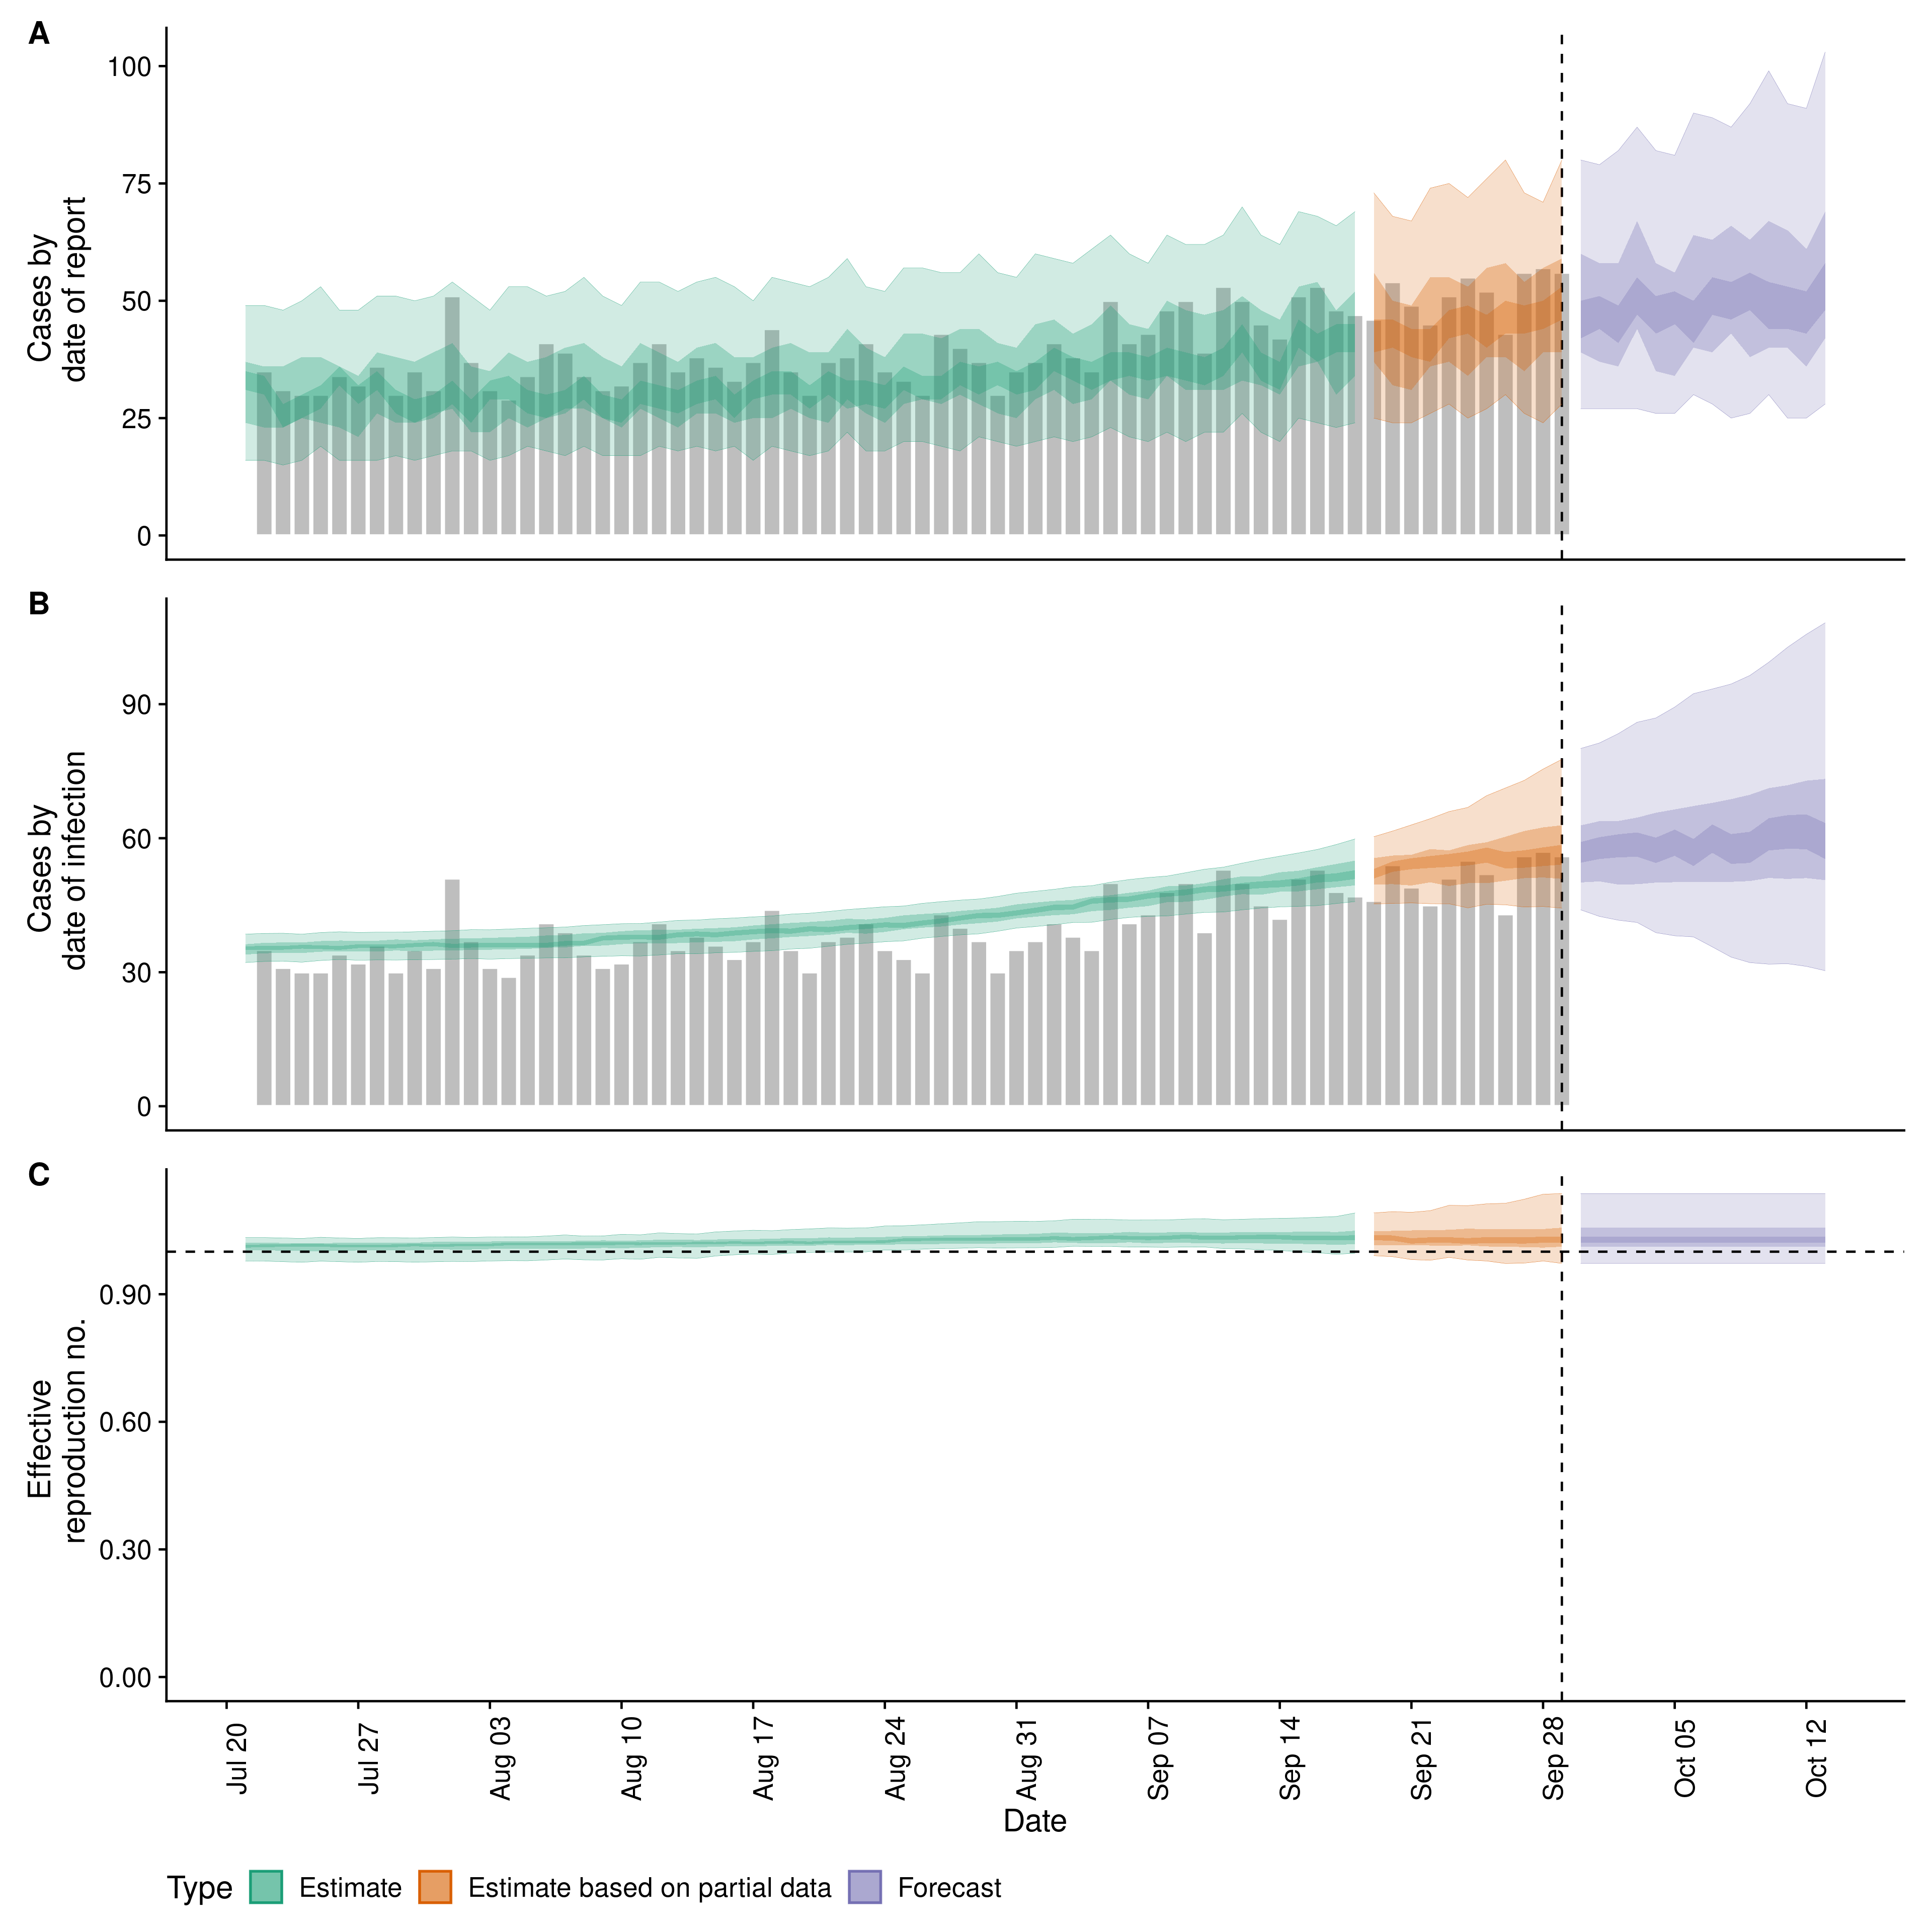 A
Cases by
date of report
100
75
50
25
0
B
Cases by
date of infection
90
60
30
0
C
Effective
reproduction no.
0.90
0.60
0.30
0.00
Jul 20
Jul 27
Aug 03
Aug 10
Aug 17
Aug 24
Aug 31
Sep 07
Sep 14
Sep 21
Sep 28
Oct 05
Oct 12
Date
Type Estimate Estimate based on partial data Forecast